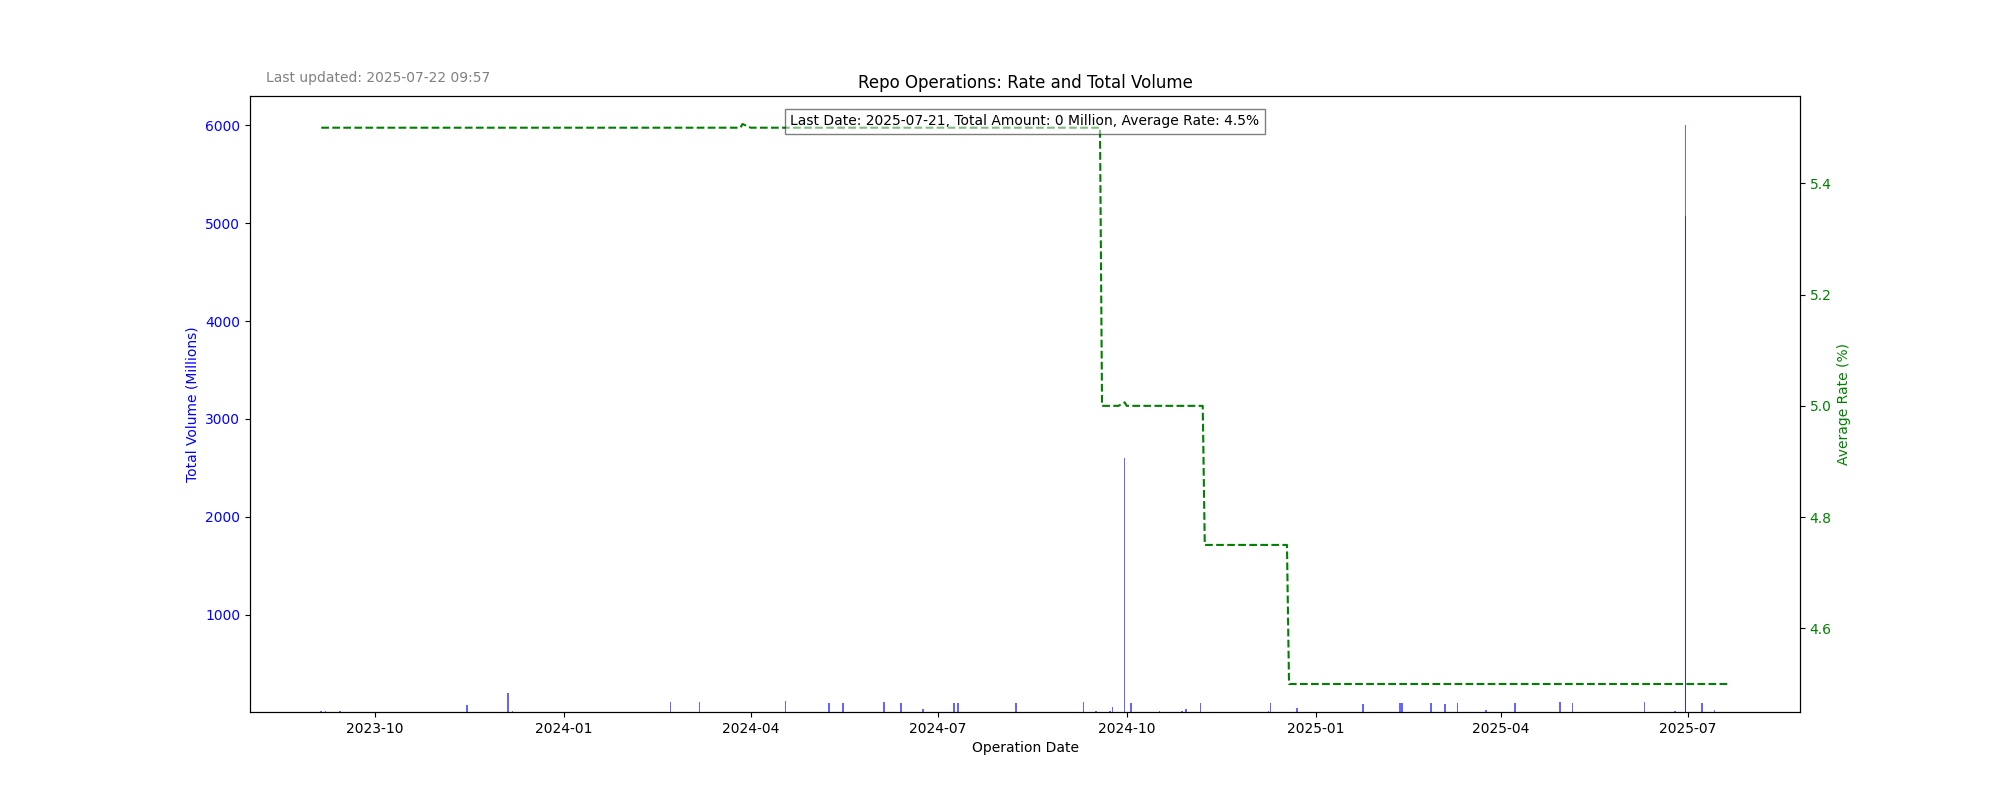 Last updated: 2025-07-22 09:57
Repo Operations: Rate and Total Volume
Last Date: 2025-07-21, Total Amount: 0 Million, Average Rate: 4.5%
Total Volume (Millions)
6000
5000
4000
3000
2000
1000
5.4
5.2
5.0
4.8
4.6
Average Rate (%)
2023-10 2024-01 2024-04 2024-07 2024-10 2025-01 2025-04 2025-07
Operation Date